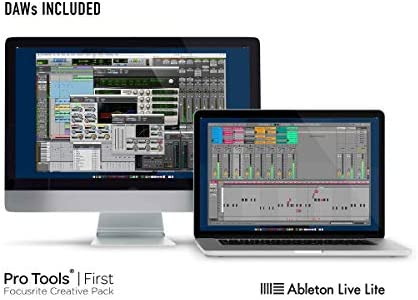 DAWs INCLUDED
Pro Tools® | First
Focusrite Creative Pack
Ableton Live Lite